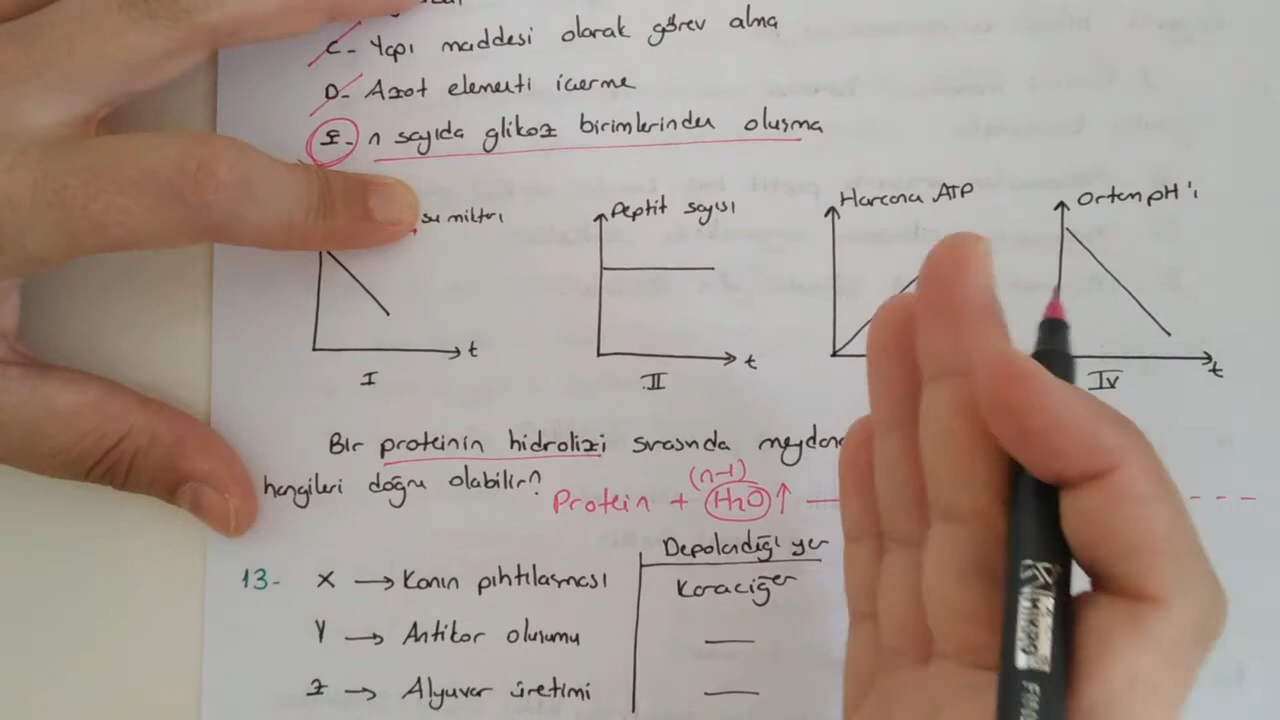 C- Yapı maddesi olarak görev alma
D- Azot elementi içerme
E- n sayıda glikoz birimlerinden oluşma
su miktarı
Peptit sayısı
Harcanan ATP
Ortam pH'ı
t
t
t
I
II
IV
Bir proteinin hidrolizi sırasında
hangileri doğru olabilir?
(n-1)
Protein + H2O ↑
Depolandığı yer
13- X → Kanın pıhtılaşması
Karaciğer
Y → Antikor oluşumu
Z → Alyuvar üretimi